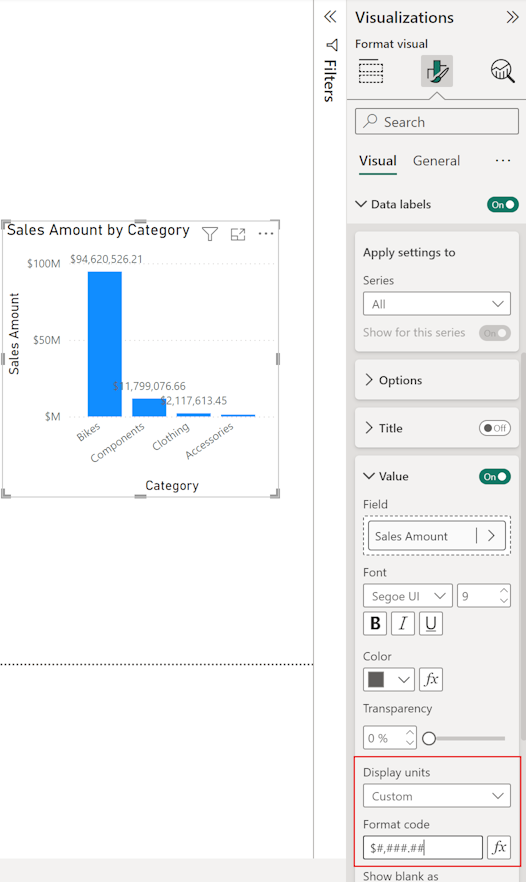 Visualizations
Format visual
Filters
Search
Visual General ...
Data labels On
Apply settings to
Series
All
Show for this series On
Options
Title Off
Value On
Field
Sales Amount
Font
Segoe UI 9
B I U
Color
fx
Transparency
0 %
Display units
Custom
Format code
$#,###.## fx
Show blank as
Sales Amount by Category
$100M
$94,620,526.21
$50M
$11,799,076.66
$2,117,613.45
$M
Sales Amount
Bikes
Components
Clothing
Accessories
Category